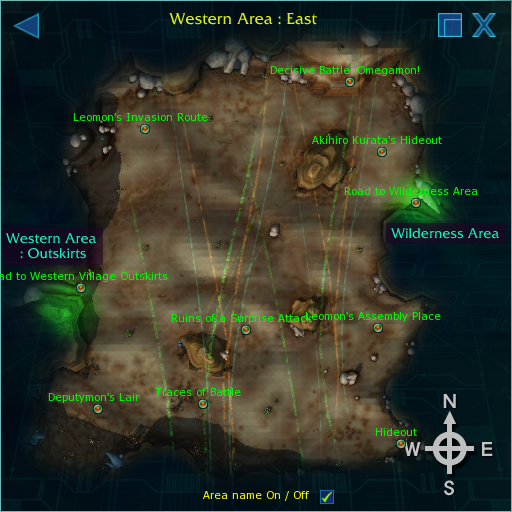 Western Area : East
Decisive Battle, Omegamon!
Leomon's Invasion Route
Akihiro Kurata's Hideout
Road to Wilderness Area
Western Area
: Outskirts
Wilderness Area
ad to Western Village Outskirts
Ruins of a Surprise Attack
Leomon's Assembly Place
Deputymon's Lair
Traces of Battle
Hideout
N
W
E
S
Area name On / Off